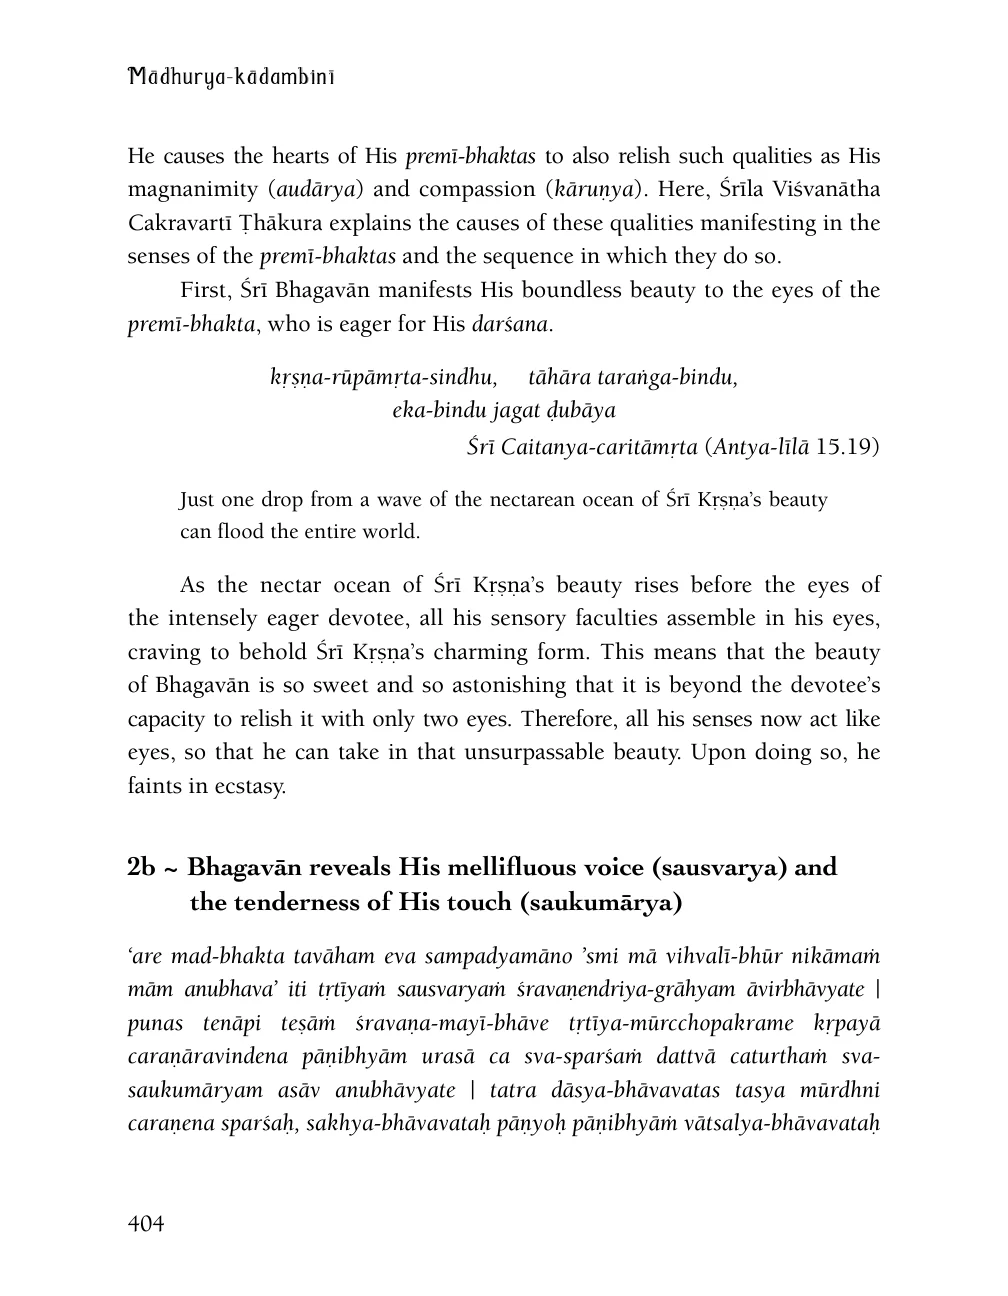 Mādhurya-kādambinī
He causes the hearts of His premī-bhaktas to also relish such qualities as His
magnanimity (audārya) and compassion (kāruṇya). Here, Śrīla Viśvanātha
Cakravartī Ṭhākura explains the causes of these qualities manifesting in the
senses of the premī-bhaktas and the sequence in which they do so.
First, Śrī Bhagavān manifests His boundless beauty to the eyes of the
premī-bhakta, who is eager for His darśana.
kṛṣṇa-rūpāmṛta-sindhu, tāhāra taraṅga-bindu,
eka-bindu jagat ḍubāya
Śrī Caitanya-caritāmṛta (Antya-līlā 15.19)
Just one drop from a wave of the nectarean ocean of Śrī Kṛṣṇa’s beauty
can flood the entire world.
As the nectar ocean of Śrī Kṛṣṇa’s beauty rises before the eyes of
the intensely eager devotee, all his sensory faculties assemble in his eyes,
craving to behold Śrī Kṛṣṇa’s charming form. This means that the beauty
of Bhagavān is so sweet and so astonishing that it is beyond the devotee’s
capacity to relish it with only two eyes. Therefore, all his senses now act like
eyes, so that he can take in that unsurpassable beauty. Upon doing so, he
faints in ecstasy.
2b ~ Bhagavān reveals His mellifluous voice (sausvarya) and
the tenderness of His touch (saukumārya)
‘are mad-bhakta tavāham eva sampadyamāno ’smi mā vihvalī-bhūr nikāmaṁ
mām anubhava’ iti tṛtīyaṁ sausvaryaṁ śravaṇendriya-grāhyam āvirbhāvyate |
punas tenāpi teṣāṁ śravaṇa-mayī-bhāve tṛtīya-mūrcchopakrame kṛpayā
caraṇāravindena pāṇibhyām urasā ca sva-sparśaṁ dattvā caturthaṁ sva-
saukumāryam asāv anubhāvyate | tatra dāsya-bhāvavatas tasya mūrdhni
caraṇena sparśaḥ, sakhya-bhāvavataḥ pāṇyoḥ pāṇibhyāṁ vātsalya-bhāvavataḥ
404